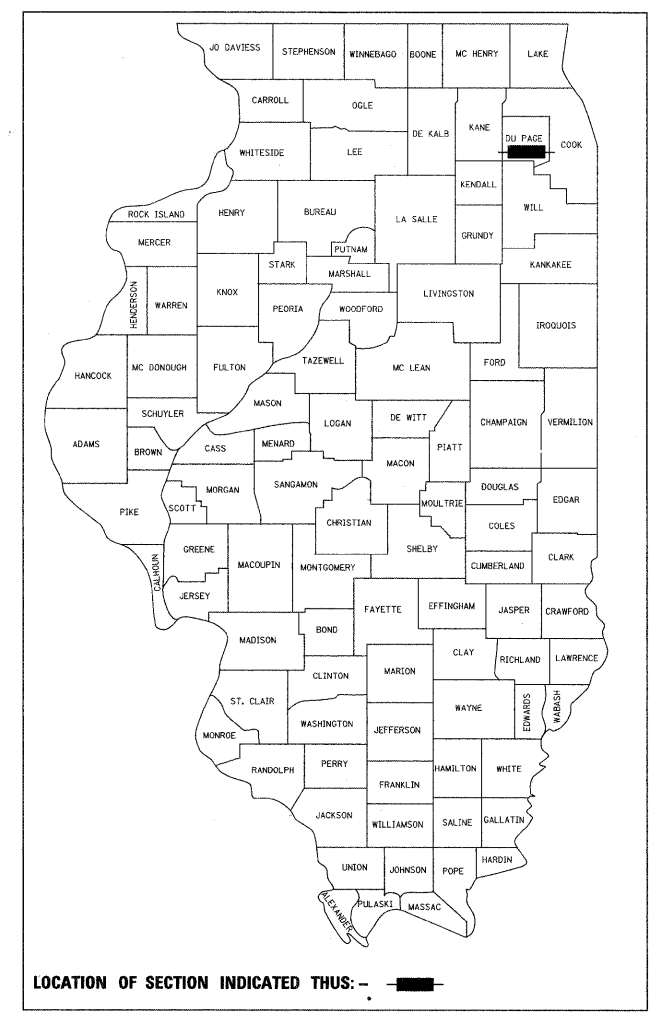 JO DAVIESS STEPHENSON WINNEBAGO BOONE MC HENRY LAKE
CARROLL OGLE
DE KALB KANE DU PAGE COOK
WHITESIDE LEE
KENDALL
ROCK ISLAND HENRY BUREAU LA SALLE WILL
MERCER PUTNAM GRUNDY
STARK MARSHALL KANKAKEE
HENDERSON WARREN KNOX PEORIA WOODFORD LIVINGSTON
IROQUOIS
HANCOCK MC DONOUGH FULTON TAZEWELL MC LEAN FORD
MASON
SCHUYLER LOGAN DE WITT CHAMPAIGN VERMILION
ADAMS BROWN CASS MENARD PIATT
MACON
PIKE SCOTT MORGAN SANGAMON MOULTRIE DOUGLAS EDGAR
CHRISTIAN COLES
CALHOUN GREENE MACOUPIN MONTGOMERY SHELBY CUMBERLAND CLARK
JERSEY FAYETTE EFFINGHAM JASPER CRAWFORD
MADISON BOND
CLAY RICHLAND LAWRENCE
CLINTON MARION
ST. CLAIR WAYNE EDWARDS WABASH
MONROE WASHINGTON JEFFERSON
RANDOLPH PERRY HAMILTON WHITE
FRANKLIN
JACKSON WILLIAMSON SALINE GALLATIN
UNION JOHNSON POPE HARDIN
ALEXANDER PULASKI MASSAC
LOCATION OF SECTION INDICATED THUS: –